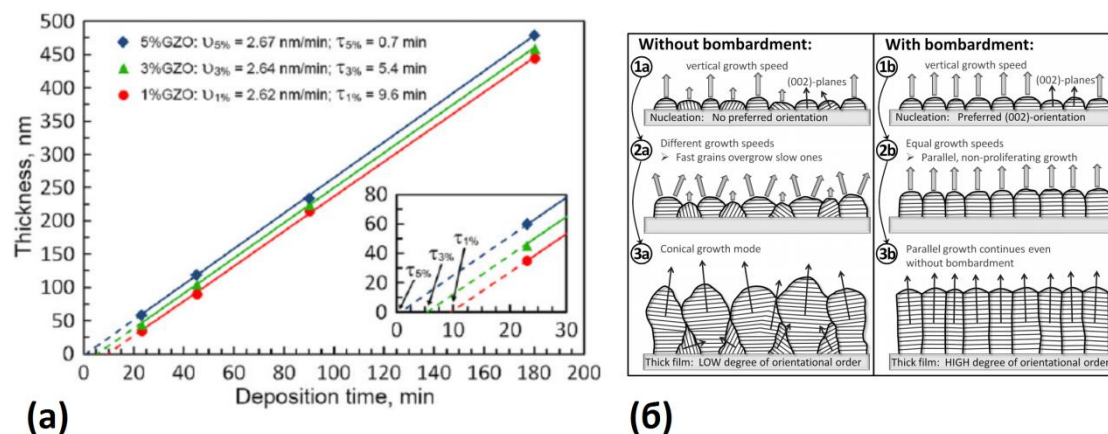 500
450
400
350
300
250
200
150
100
50
0
Thickness, nm
5%GZO: υ5% = 2.67 nm/min; τ5% = 0.7 min
3%GZO: υ3% = 2.64 nm/min; τ3% = 5.4 min
1%GZO: υ1% = 2.62 nm/min; τ1% = 9.6 min
80
60
40
20
0
τ5%
τ3%
τ1%
0 10 20 30
0 20 40 60 80 100 120 140 160 180 200
Deposition time, min
(а)
Without bombardment:
1a
vertical growth speed
(002)-planes
Nucleation: No preferred orientation
2a
Different growth speeds
➢ Fast grains overgrow slow ones
3a
Conical growth mode
Thick film: LOW degree of orientational order
With bombardment:
1b
vertical growth speed
(002)-planes
Nucleation: Preferred (002)-orientation
2b
Equal growth speeds
➢ Parallel, non-proliferating growth
3b
Parallel growth continues even
without bombardment
Thick film: HIGH degree of orientational order
(б)